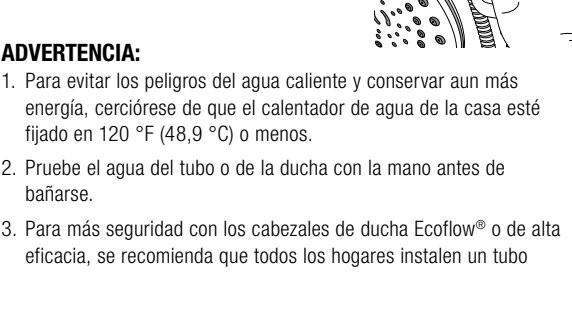 ADVERTENCIA:
1. Para evitar los peligros del agua caliente y conservar aun más
energía, cerciórese de que el calentador de agua de la casa esté
fijado en 120 °F (48,9 °C) o menos.
2. Pruebe el agua del tubo o de la ducha con la mano antes de
bañarse.
3. Para más seguridad con los cabezales de ducha Ecoflow® o de alta
eficacia, se recomienda que todos los hogares instalen un tubo